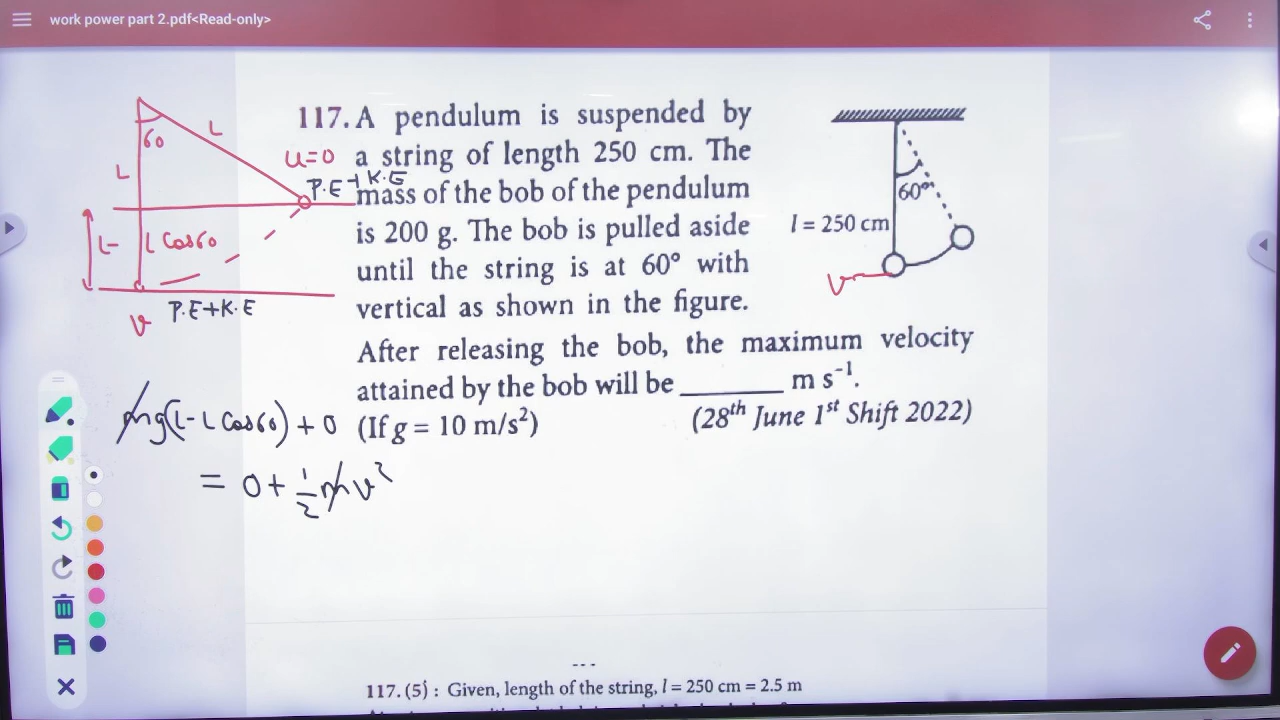 work power part 2.pdf<Read-only>
117. A pendulum is suspended by
a string of length 250 cm. The
mass of the bob of the pendulum
is 200 g. The bob is pulled aside
until the string is at 60° with
vertical as shown in the figure.
After releasing the bob, the maximum velocity
attained by the bob will be ________ m s⁻¹.
(If g = 10 m/s²)
(28th June 1st Shift 2022)
60°
l = 250 cm
v
60
L
L
u=0
P.E+K.E
L-
L Cos60
P.E+K.E
v
mg(L-L Cos60)+0
= 0+½mv²
---
117. (5) : Given, length of the string, l = 250 cm = 2.5 m